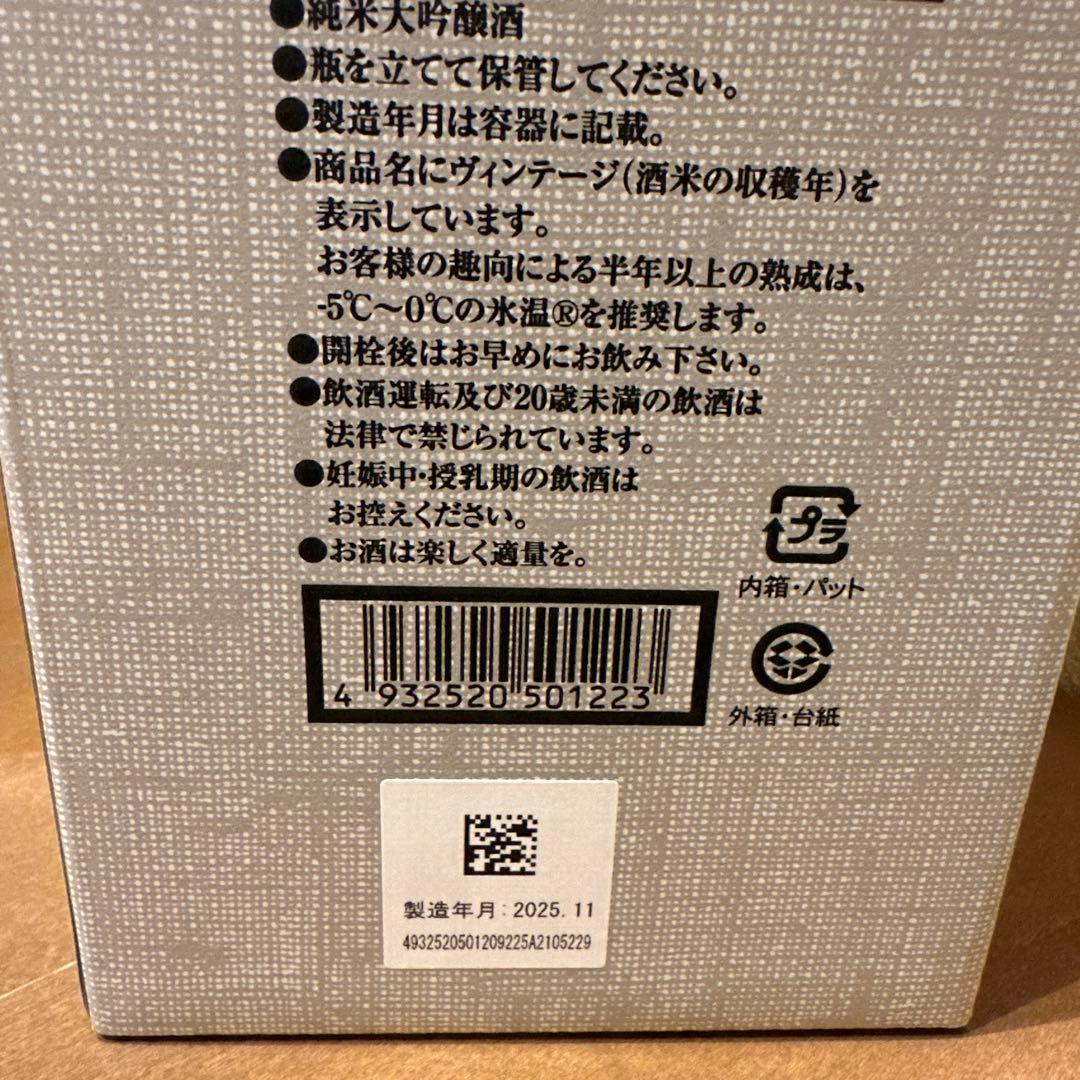 ●純米大吟醸酒
●瓶を立てて保管してください。
●製造年月は容器に記載。
●商品名にヴィンテージ(酒米の収穫年)を
表示しています。
お客様の趣向による半年以上の熟成は、
-5℃～0℃の氷温®を推奨します。
●開栓後はお早めにお飲み下さい。
●飲酒運転及び20歳未満の飲酒は
法律で禁じられています。
●妊娠中・授乳期の飲酒は
お控えください。
●お酒は楽しく適量を。
プラ
内箱・パット
外箱・台紙
4 932520 501223
製造年月:2025.11
4932520501209225A2105229